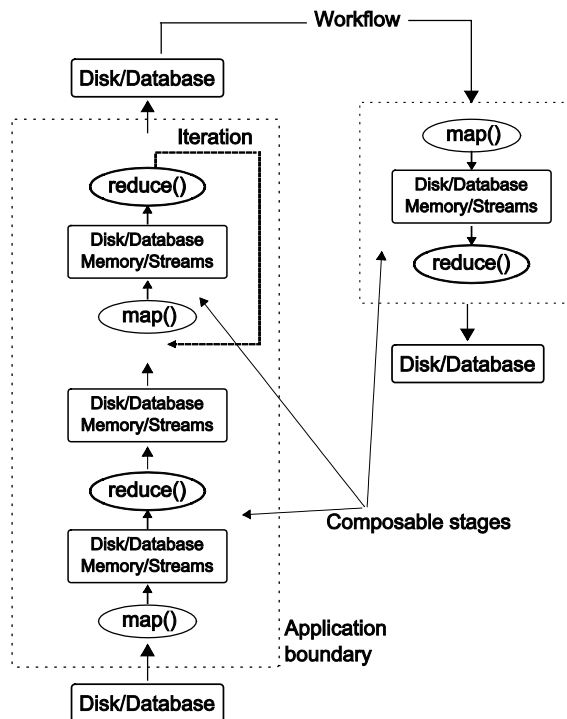 Workflow
Disk/Database
Iteration
reduce()
Disk/Database
Memory/Streams
map()
Disk/Database
Memory/Streams
reduce()
Disk/Database
Memory/Streams
map()
Disk/Database
map()
Disk/Database
Memory/Streams
reduce()
Disk/Database
Composable stages
Application
boundary